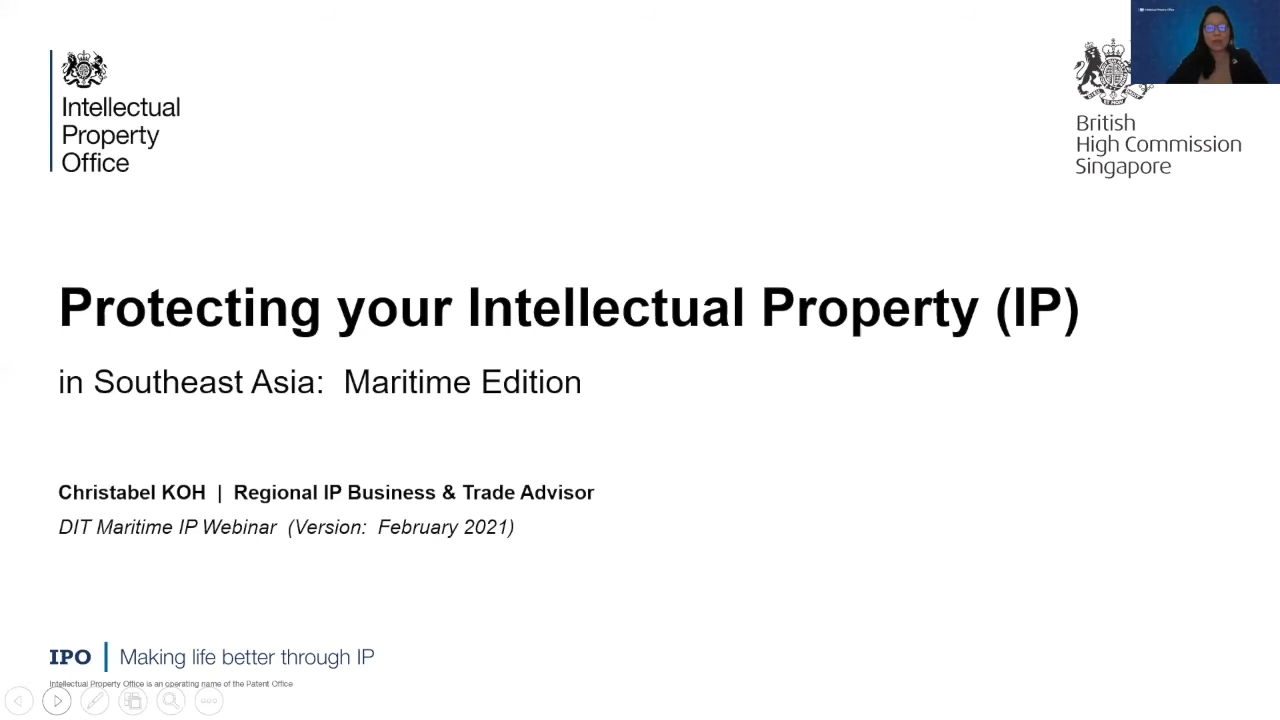 Intellectual
Property
Office
British
High Commission
Singapore
Protecting your Intellectual Property (IP)
in Southeast Asia:  Maritime Edition
Christabel KOH  |  Regional IP Business & Trade Advisor
DIT Maritime IP Webinar  (Version:  February 2021)
IPO | Making life better through IP
Intellectual Property Office is an operating name of the Patent Office